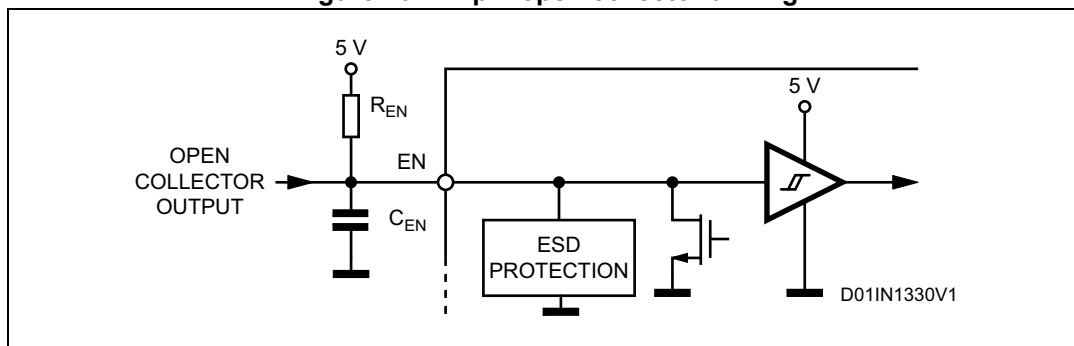 5 V
R_EN
OPEN
COLLECTOR
OUTPUT
EN
C_EN
ESD
PROTECTION
5 V
D01IN1330V1